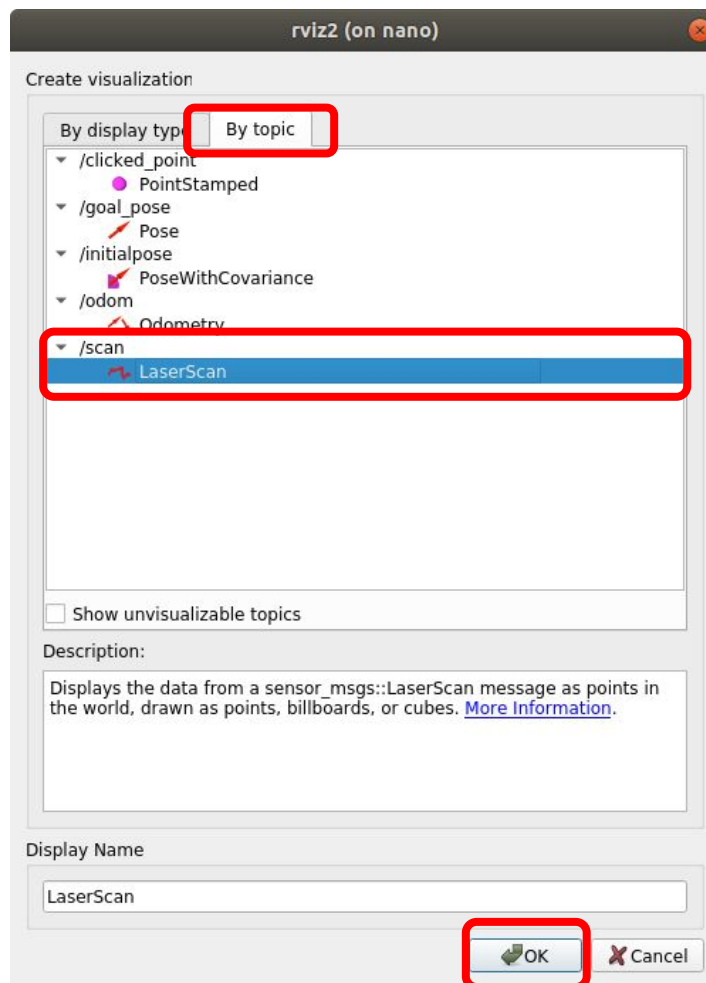 rviz2 (on nano)
Create visualization
By display type By topic
/clicked_point
PointStamped
/goal_pose
Pose
/initialpose
PoseWithCovariance
/odom
Odometry
/scan
LaserScan
Show unvisualizable topics
Description:
Displays the data from a sensor_msgs::LaserScan message as points in
the world, drawn as points, billboards, or cubes. More Information.
Display Name
LaserScan
OK Cancel